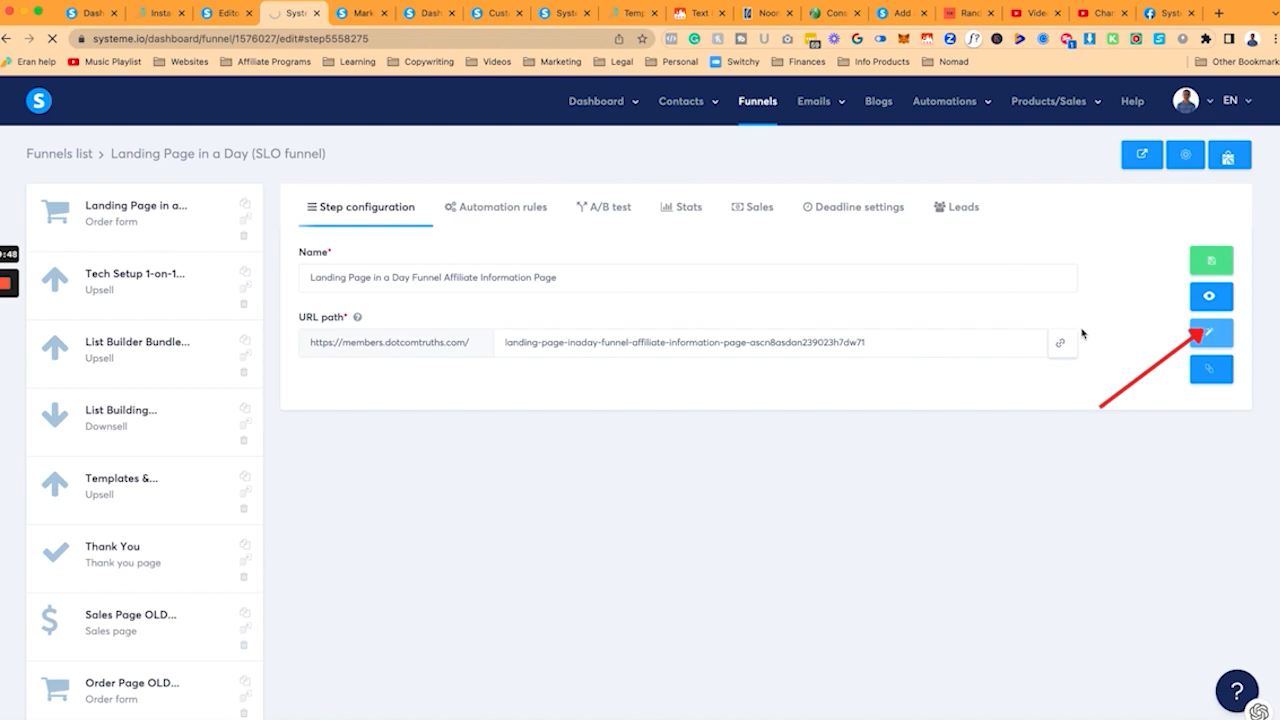 Dash
Insta
Edito
Syste
Mark
Dash
Custo
Syste
Temp
Text
Noor
Cons
Add
Rand
Video
Chan
Syste
systeme.io/dashboard/funnel/1576027/edit#step5558275
Eran help
Music Playlist
Websites
Affiliate Programs
Learning
Copywriting
Videos
Marketing
Legal
Personal
Switchy
Finances
Info Products
Nomad
Other Bookmark
S
Dashboard
Contacts
Funnels
Emails
Blogs
Automations
Products/Sales
Help
EN
Funnels list > Landing Page in a Day (SLO funnel)
Landing Page in a...
Order form
Tech Setup 1-on-1...
Upsell
List Builder Bundle...
Upsell
List Building...
Downsell
Templates &...
Upsell
Thank You
Thank you page
Sales Page OLD...
Sales page
Order Page OLD...
Order form
:48
Step configuration
Automation rules
A/B test
Stats
Sales
Deadline settings
Leads
Name*
Landing Page in a Day Funnel Affiliate Information Page
URL path*
https://members.dotcomtruths.com/
landing-page-inaday-funnel-affiliate-information-page-ascn8asdan239023h7dw71
?